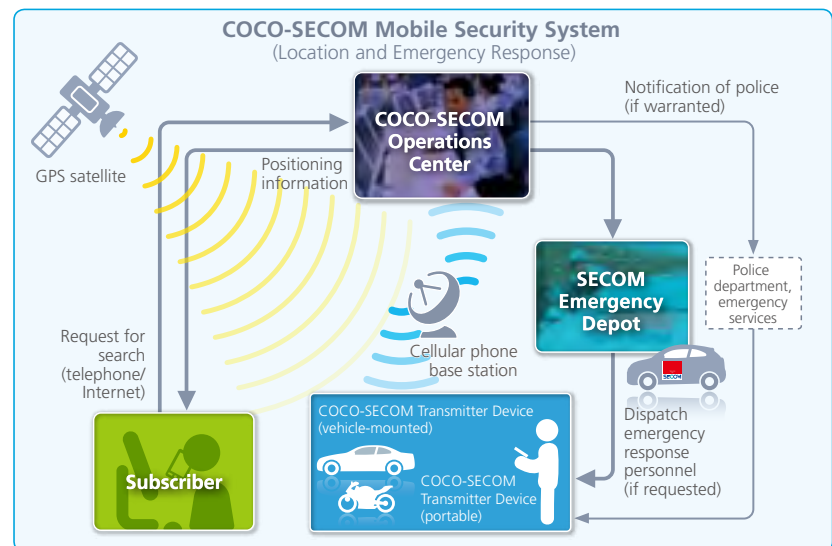 COCO-SECOM Mobile Security System
(Location and Emergency Response)
GPS satellite
COCO-SECOM
Operations
Center
Notification of police
(if warranted)
Positioning
information
SECOM
Emergency
Depot
Police
department,
emergency
services
Request for
search
(telephone/
Internet)
Cellular phone
base station
SECOM
Dispatch
emergency
response
personnel
(if requested)
Subscriber
COCO-SECOM Transmitter Device
(vehicle-mounted)
COCO-SECOM
Transmitter Device
(portable)